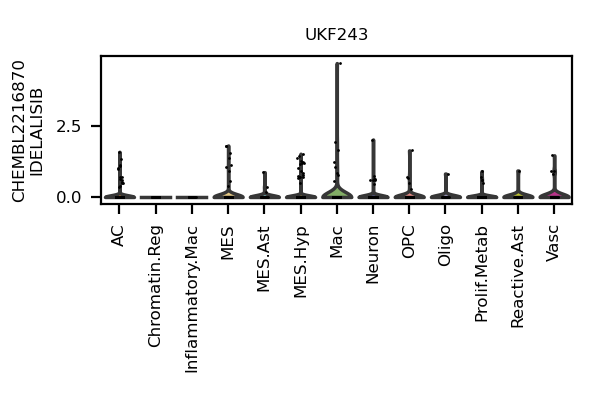 UKF243
CHEMBL2216870
IDELALISIB
2.5
0.0
AC
Chromatin.Reg
Inflammatory.Mac
MES
MES.Ast
MES.Hyp
Mac
Neuron
OPC
Oligo
Prolif.Metab
Reactive.Ast
Vasc